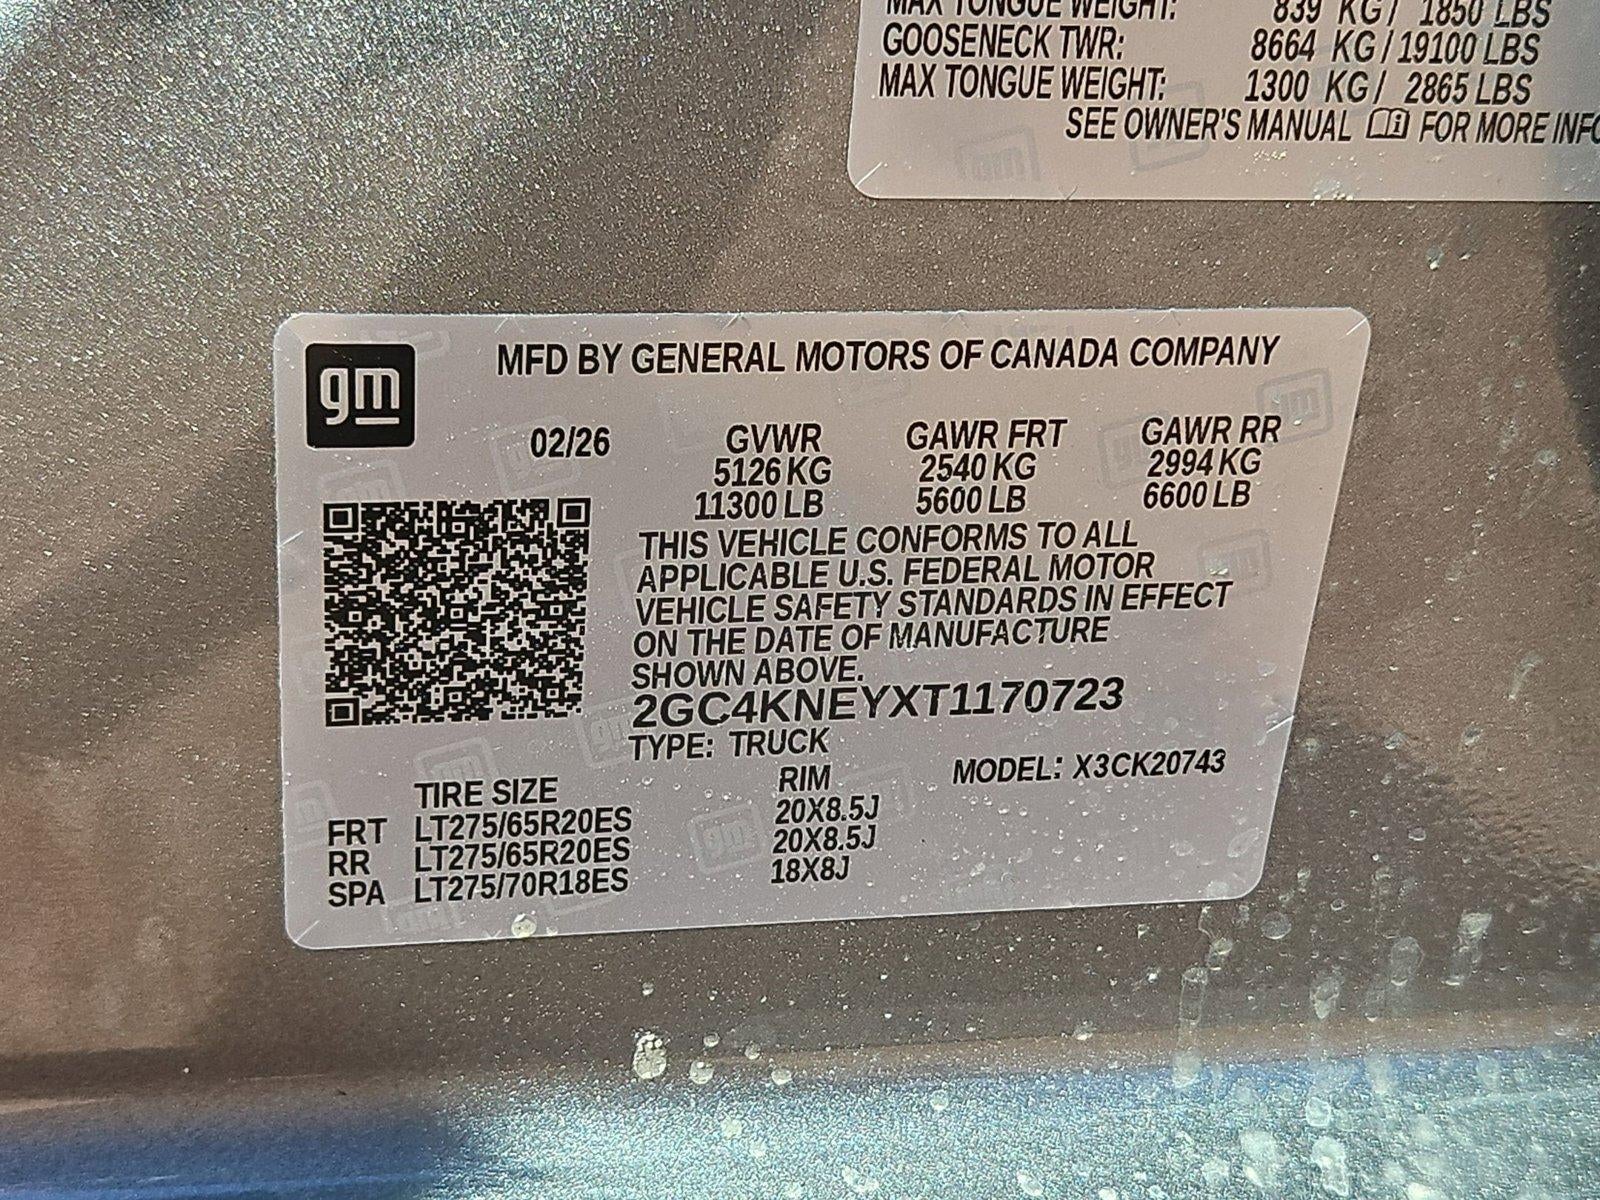 MAX TONGUE WEIGHT: 839 KG / 1850 LBS
GOOSENECK TWR: 8664 KG / 19100 LBS
MAX TONGUE WEIGHT: 1300 KG / 2865 LBS
SEE OWNER'S MANUAL FOR MORE INFO
gm
MFD BY GENERAL MOTORS OF CANADA COMPANY
02/26 GVWR GAWR FRT GAWR RR
5126 KG 2540 KG 2994 KG
11300 LB 5600 LB 6600 LB
THIS VEHICLE CONFORMS TO ALL
APPLICABLE U.S. FEDERAL MOTOR
VEHICLE SAFETY STANDARDS IN EFFECT
ON THE DATE OF MANUFACTURE
SHOWN ABOVE.
2GC4KNEYXT1170723
TYPE: TRUCK
MODEL: X3CK20743
TIRE SIZE RIM
FRT LT275/65R20ES 20X8.5J
RR LT275/65R20ES 20X8.5J
SPA LT275/70R18ES 18X8J